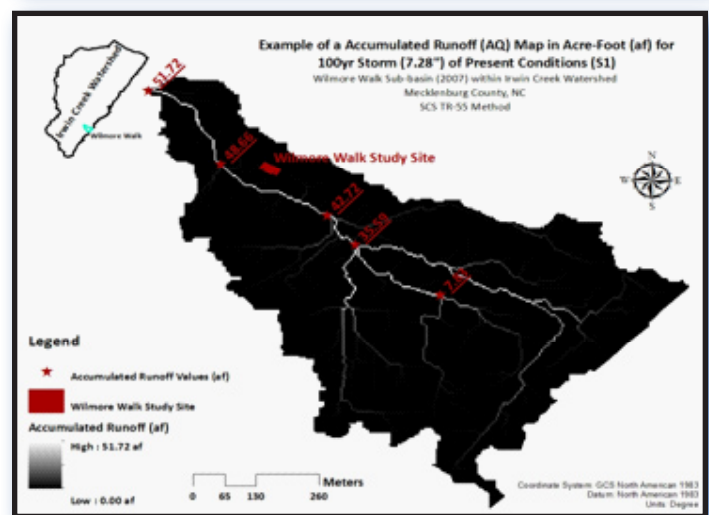 Example of a Accumulated Runoff (AQ) Map in Acre-Foot (af) for
100yr Storm (7.28") of Present Conditions (S1)
Wilmore Walk Sub-basin (2007) within Irwin Creek Watershed
Mecklenburg County, NC
SCS TR-55 Method
Irwin Creek Watershed
Wilmore Walk
51.72
48.66
Wilmore Walk Study Site
42.72
35.59
N
W
E
S
Legend
Accumulated Runoff Values (af)
Wilmore Walk Study Site
Accumulated Runoff (af)
High : 51.72 af
Low : 0.00 af
Meters
0 65 130 260
Coordinate System: GCS North American 1983
Datum: North American 1983
Units: Degree